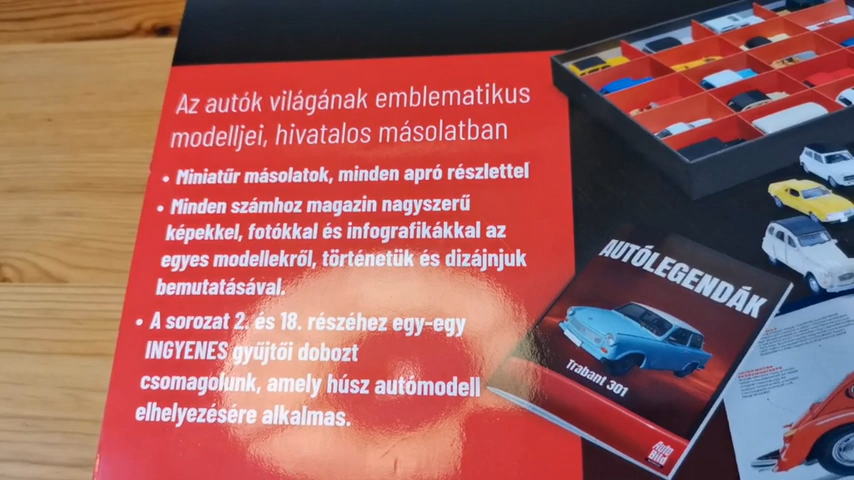 Az autók világának emblematikus
modelljei, hivatalos másolatban
• Miniatűr másolatok, minden apró részlettel
• Minden számhoz magazin nagyszerű
képekkel, fotókkal és infografikákkal az
egyes modellekről, történetük és dizájnjuk
bemutatásával.
• A sorozat 2. és 18. részéhez egy-egy
INGYENES gyűjtői dobozt
csomagolunk, amely húsz autómodell
elhelyezésére alkalmas.
AUTÓLEGENDÁK
Trabant 301
Auto
Bild